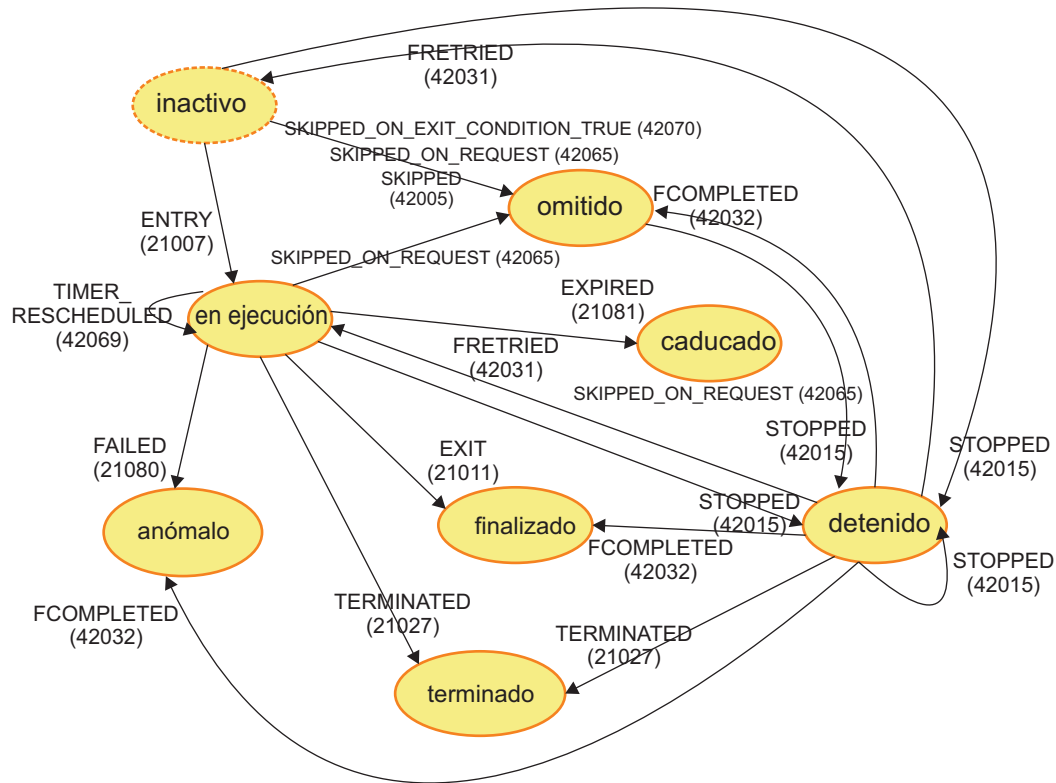 FRETRIED
(42031)
inactivo
SKIPPED_ON_EXIT_CONDITION_TRUE (42070)
SKIPPED_ON_REQUEST (42065)
SKIPPED
(42005)
omitido
FCOMPLETED
(42032)
ENTRY
(21007)
SKIPPED_ON_REQUEST (42065)
TIMER_
RESCHEDULED
(42069)
en ejecución
EXPIRED
(21081)
caducado
FRETRIED
(42031)
SKIPPED_ON_REQUEST (42065)
STOPPED
(42015)
STOPPED
(42015)
FAILED
(21080)
EXIT
(21011)
STOPPED
(42015)
anómalo
finalizado
detenido
FCOMPLETED
(42032)
STOPPED
(42015)
FCOMPLETED
(42032)
TERMINATED
(21027)
TERMINATED
(21027)
terminado